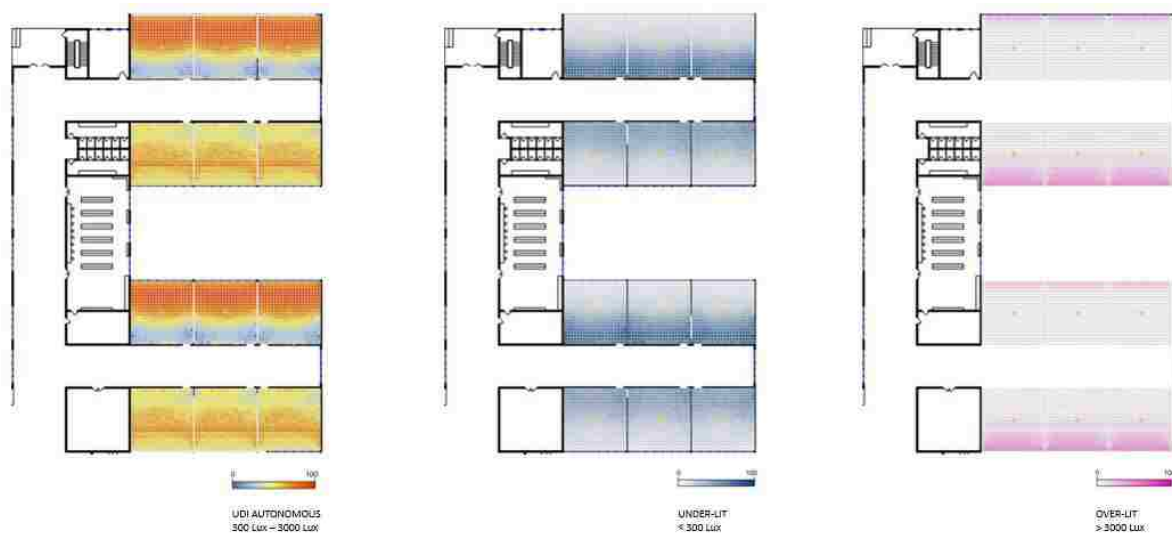 0 100
UDI AUTONOMOUS
300 Lux – 3000 Lux
0 100
UNDER-LIT
< 300 Lux
0 10
OVER-LIT
> 3000 Lux